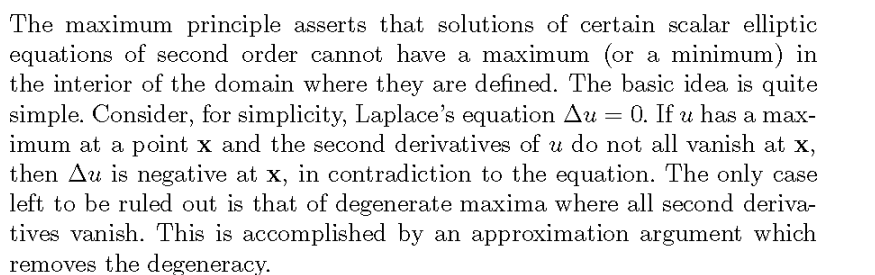 The maximum principle asserts that solutions of certain scalar elliptic
equations of second order cannot have a maximum (or a minimum) in
the interior of the domain where they are defined. The basic idea is quite
simple. Consider, for simplicity, Laplace's equation Δu = 0. If u has a max-
imum at a point x and the second derivatives of u do not all vanish at x,
then Δu is negative at x, in contradiction to the equation. The only case
left to be ruled out is that of degenerate maxima where all second deriva-
tives vanish. This is accomplished by an approximation argument which
removes the degeneracy.